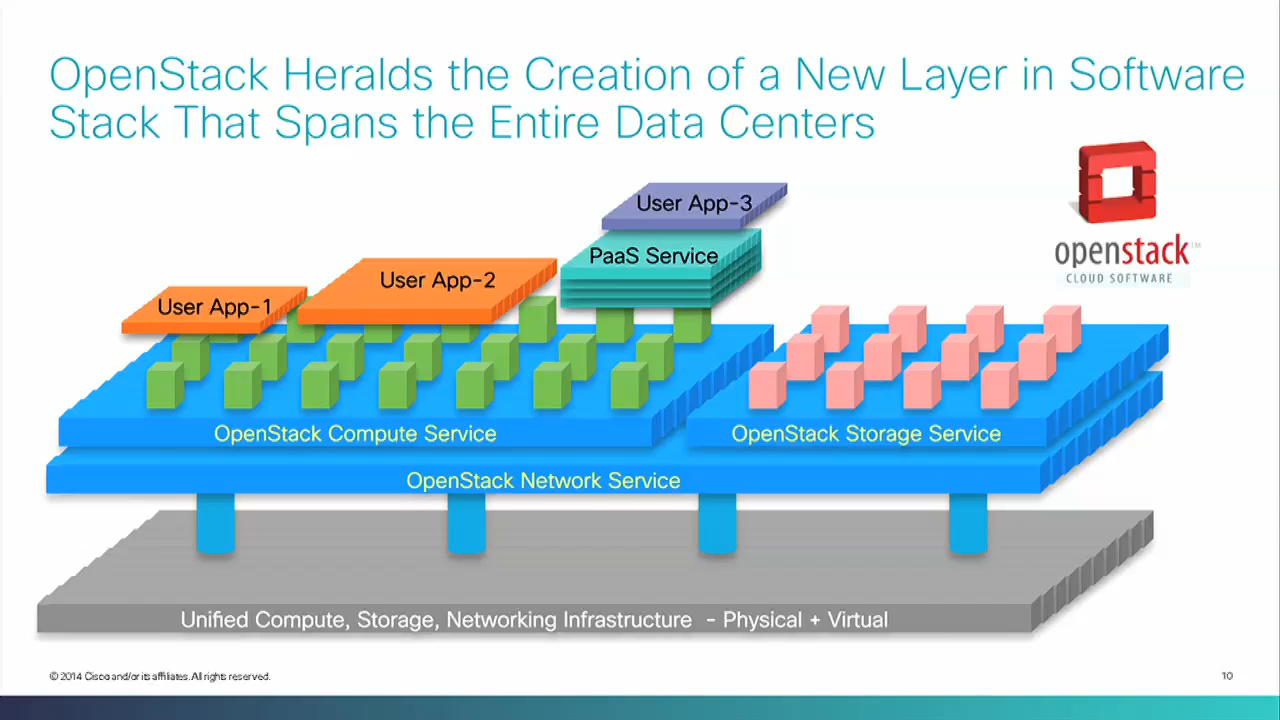 OpenStack Heralds the Creation of a New Layer in Software
Stack That Spans the Entire Data Centers
openstack™
CLOUD SOFTWARE
User App-3
PaaS Service
User App-2
User App-1
OpenStack Compute Service
OpenStack Storage Service
OpenStack Network Service
Unified Compute, Storage, Networking Infrastructure - Physical + Virtual
© 2014 Cisco and/or its affiliates. All rights reserved.
10